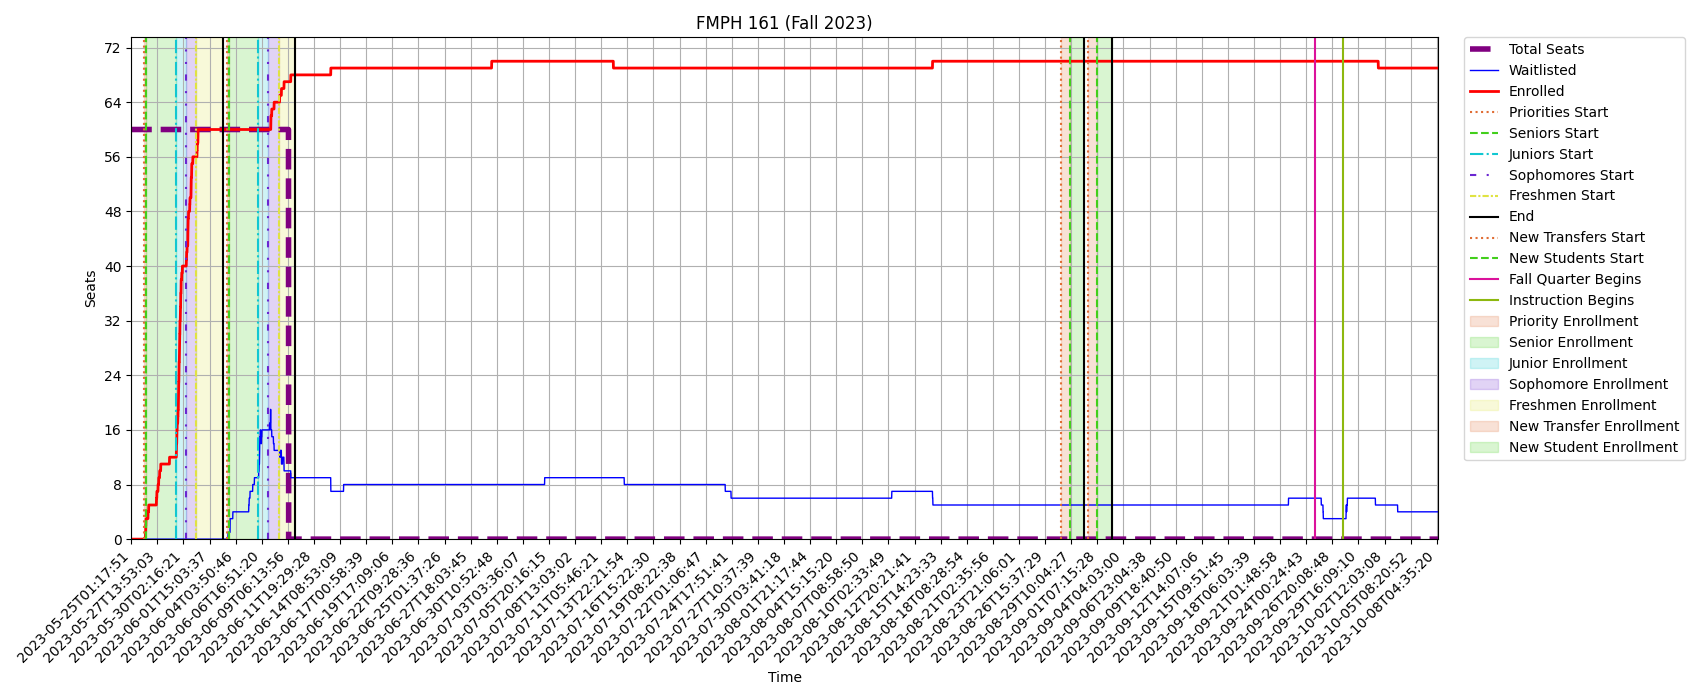 FMPH 161 (Fall 2023)
72
64
56
48
40
32
24
16
8
0
Seats
2023-05-25T01:17:51
2023-05-27T13:53:03
2023-05-30T02:16:21
2023-06-01T15:03:37
2023-06-04T03:50:46
2023-06-06T16:51:20
2023-06-09T06:13:56
2023-06-11T19:29:28
2023-06-14T08:53:09
2023-06-17T00:58:39
2023-06-19T17:09:06
2023-06-22T09:28:36
2023-06-25T01:37:26
2023-06-27T18:03:45
2023-06-30T10:52:48
2023-07-03T03:36:07
2023-07-05T20:16:15
2023-07-08T13:03:02
2023-07-11T05:46:21
2023-07-13T22:21:54
2023-07-16T15:22:30
2023-07-19T08:22:38
2023-07-22T01:06:47
2023-07-24T17:51:41
2023-07-27T10:37:39
2023-07-30T03:41:18
2023-08-01T21:17:44
2023-08-04T15:15:20
2023-08-07T08:58:50
2023-08-10T02:33:49
2023-08-12T20:21:41
2023-08-15T14:23:33
2023-08-18T08:28:54
2023-08-21T02:35:56
2023-08-23T21:06:01
2023-08-26T15:37:29
2023-08-29T10:04:27
2023-09-01T07:15:28
2023-09-04T04:03:00
2023-09-06T23:04:38
2023-09-09T18:40:50
2023-09-12T14:07:06
2023-09-15T09:51:45
2023-09-18T06:03:39
2023-09-21T01:48:58
2023-09-24T00:24:43
2023-09-26T20:08:48
2023-09-29T16:09:10
2023-10-02T12:03:08
2023-10-05T08:20:52
2023-10-08T04:35:20
Time
Total Seats
Waitlisted
Enrolled
Priorities Start
Seniors Start
Juniors Start
Sophomores Start
Freshmen Start
End
New Transfers Start
New Students Start
Fall Quarter Begins
Instruction Begins
Priority Enrollment
Senior Enrollment
Junior Enrollment
Sophomore Enrollment
Freshmen Enrollment
New Transfer Enrollment
New Student Enrollment